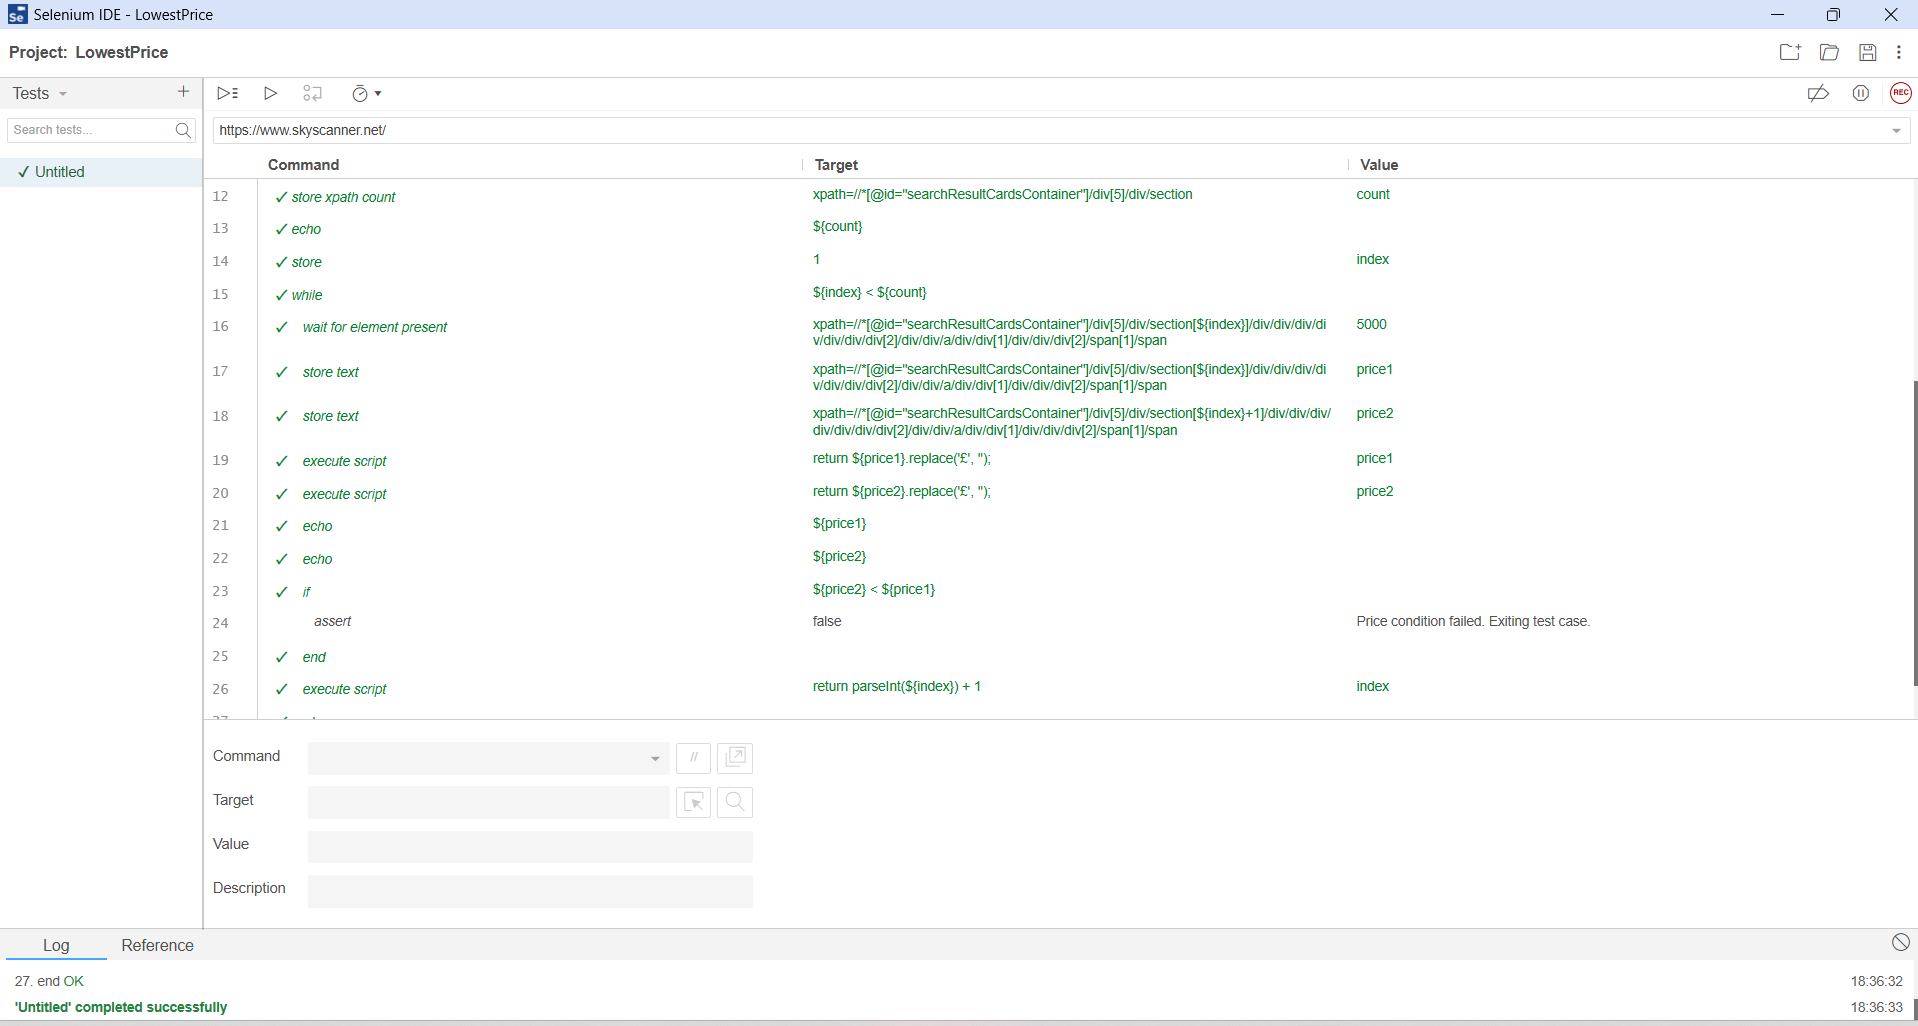 Selenium IDE - LowestPrice
Project: LowestPrice
Tests
REC
Search tests...
https://www.skyscanner.net/
✓ Untitled
Command Target Value
12 ✓ store xpath count xpath=//*[@id="searchResultCardsContainer"]/div[5]/div/section count
13 ✓ echo ${count}
14 ✓ store 1 index
15 ✓ while ${index} < ${count}
16 ✓ wait for element present xpath=//*[@id="searchResultCardsContainer"]/div[5]/div/section[${index}]/div/div/div/di 5000
v/div/div/div[2]/div/div/a/div/div[1]/div/div/div[2]/span[1]/span
17 ✓ store text xpath=//*[@id="searchResultCardsContainer"]/div[5]/div/section[${index}]/div/div/div/di price1
v/div/div/div[2]/div/div/a/div/div[1]/div/div/div[2]/span[1]/span
18 ✓ store text xpath=//*[@id="searchResultCardsContainer"]/div[5]/div/section[${index}+1]/div/div/div/ price2
div/div/div/div[2]/div/div/a/div/div[1]/div/div/div[2]/span[1]/span
19 ✓ execute script return ${price1}.replace('£', ''); price1
20 ✓ execute script return ${price2}.replace('£', ''); price2
21 ✓ echo ${price1}
22 ✓ echo ${price2}
23 ✓ if ${price2} < ${price1}
24 assert false Price condition failed. Exiting test case.
25 ✓ end
26 ✓ execute script return parseInt(${index}) + 1 index
Command //
Target
Value
Description
Log Reference
27. end OK 18:36:32
'Untitled' completed successfully 18:36:33